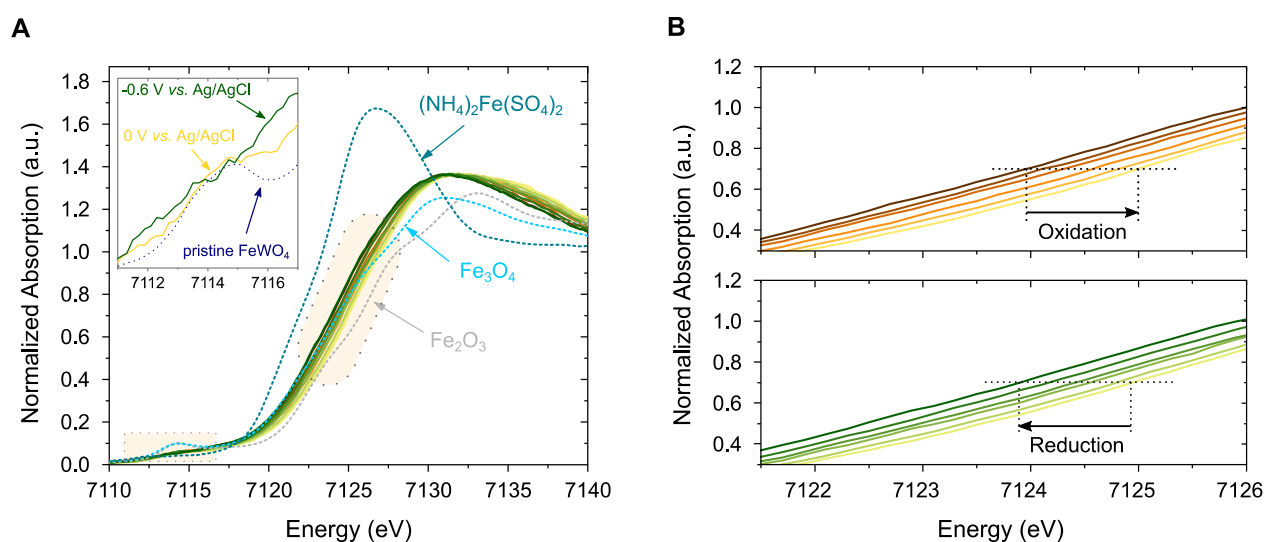 A
B
-0.6 V vs. Ag/AgCl
0 V vs. Ag/AgCl
pristine FeWO4
7112 7114 7116
(NH4)2Fe(SO4)2
Fe3O4
Fe2O3
1.8
1.6
1.4
1.2
1.0
0.8
0.6
0.4
0.2
0.0
7110 7115 7120 7125 7130 7135 7140
Energy (eV)
Normalized Absorption (a.u.)
1.2
1.0
0.8
0.6
0.4
Oxidation
1.2
1.0
0.8
0.6
0.4
Reduction
7122 7123 7124 7125 7126
Energy (eV)
Normalized Absorption (a.u.)